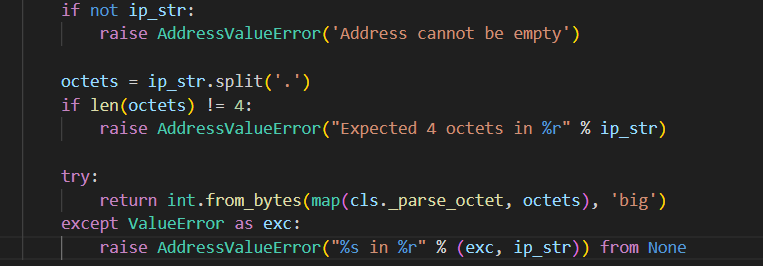 if not ip_str:
raise AddressValueError('Address cannot be empty')
octets = ip_str.split('.')
if len(octets) != 4:
raise AddressValueError("Expected 4 octets in %r" % ip_str)
try:
return int.from_bytes(map(cls._parse_octet, octets), 'big')
except ValueError as exc:
raise AddressValueError("%s in %r" % (exc, ip_str)) from None